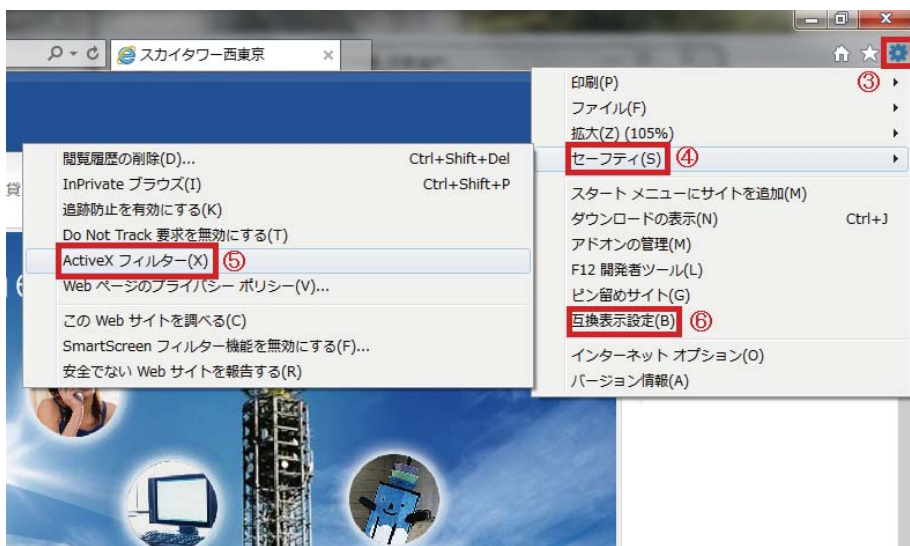 スカイタワー西東京
③
印刷(P)
ファイル(F)
拡大(Z) (105%)
セーフティ(S) ④
スタート メニューにサイトを追加(M)
ダウンロードの表示(N) Ctrl+J
アドオンの管理(M)
F12 開発者ツール(L)
ピン留めサイト(G)
互換表示設定(B) ⑥
インターネット オプション(O)
バージョン情報(A)
閲覧履歴の削除(D)... Ctrl+Shift+Del
InPrivate ブラウズ(I) Ctrl+Shift+P
追跡防止を有効にする(K)
Do Not Track 要求を無効にする(T)
ActiveX フィルター(X) ⑤
Web ページのプライバシー ポリシー(V)...
この Web サイトを調べる(C)
SmartScreen フィルター機能を無効にする(F)...
安全でない Web サイトを報告する(R)
貸